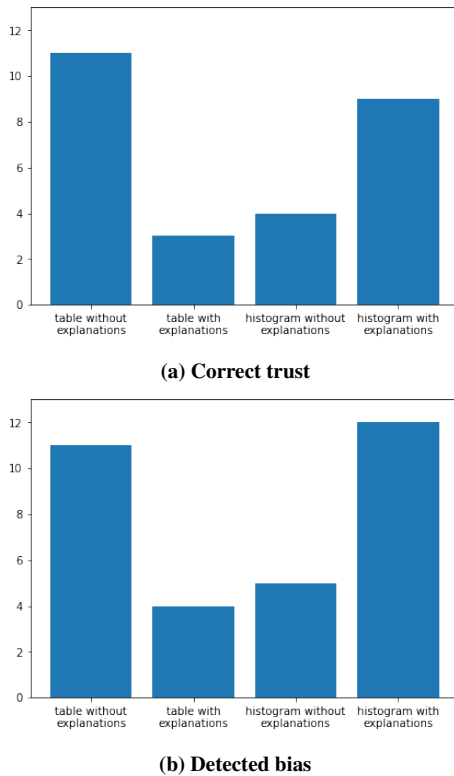 12
10
8
6
4
2
0
table without table with histogram without histogram with
explanations explanations explanations explanations
(a) Correct trust
12
10
8
6
4
2
0
table without table with histogram without histogram with
explanations explanations explanations explanations
(b) Detected bias